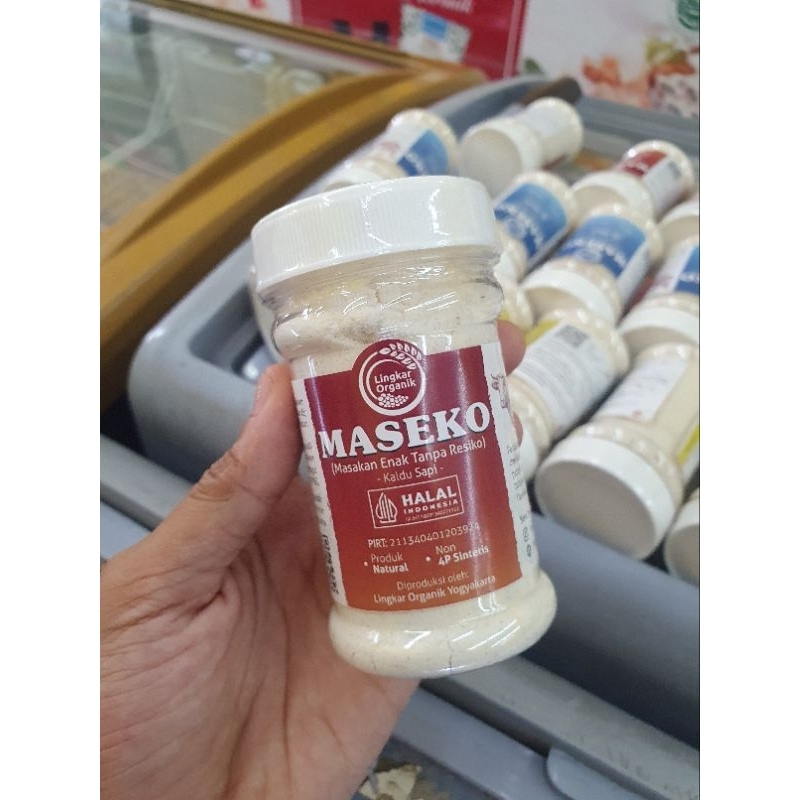 Lingkar
Organik
MASEKO
(Masakan Enak Tanpa Resiko)
- Kaldu Sapi -
HALAL
INDONESIA
PIRT: 211340401203924
• Produk
Natural
• Non
4P Sintetis
Diproduksi oleh:
Lingkar Organik Yogyakarta